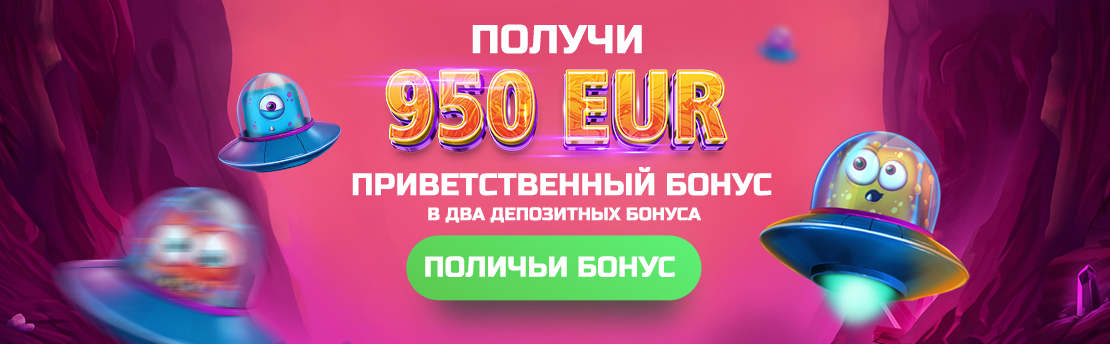 ПОЛУЧИ
950 EUR
ПРИВЕТСТВЕННЫЙ БОНУС
В ДВА ДЕПОЗИТНЫХ БОНУСА
ПОЛИЧЬИ БОНУС